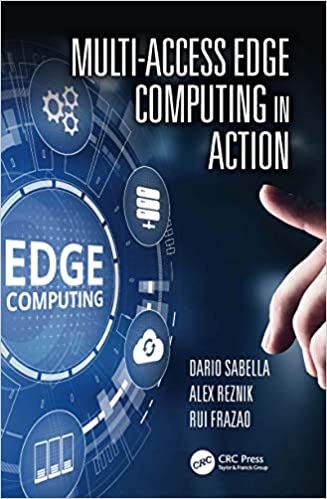 MULTI-ACCESS EDGE
COMPUTING IN
ACTION
EDGE
COMPUTING
DARIO SABELLA
ALEX REZNIK
RUI FRAZAO
CRC
CRC Press
Taylor & Francis Group